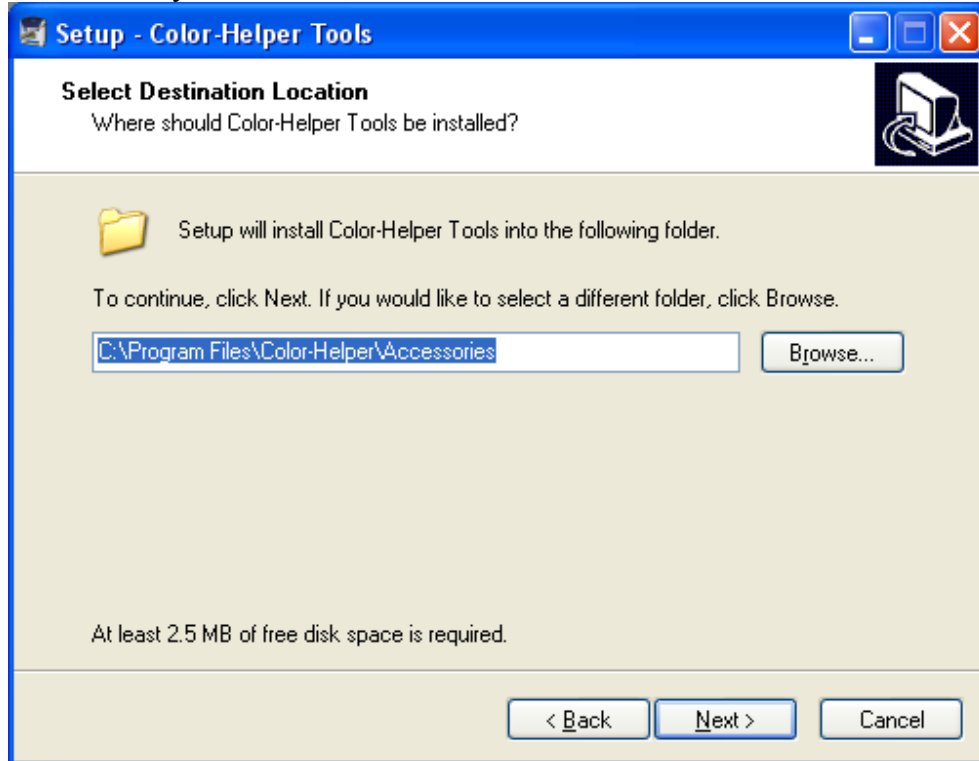 Setup - Color-Helper Tools
Select Destination Location
Where should Color-Helper Tools be installed?
Setup will install Color-Helper Tools into the following folder.
To continue, click Next. If you would like to select a different folder, click Browse.
C:\Program Files\Color-Helper\Accessories
Browse...
At least 2.5 MB of free disk space is required.
< Back Next > Cancel